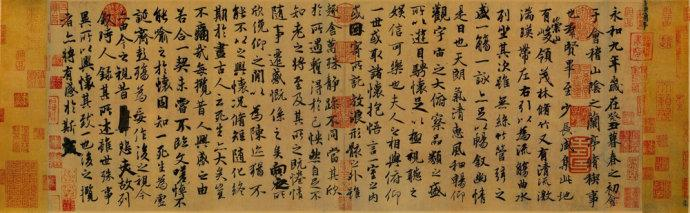 永和九年歲在癸丑暮春之初會
于會稽山陰之蘭亭脩稧事
也群賢畢至少長咸集此地
有崇山峻領茂林脩竹又有清流激
湍暎帶左右引以為流觴曲水
列坐其次雖無絲竹管弦之
盛一觴一詠亦足以暢敘幽情
是日也天朗氣清惠風和暢仰
觀宇宙之大俯察品類之盛
所以遊目騁懷足以極視聽之
娛信可樂也夫人之相與俯仰
一世或取諸懷抱悟言一室之內
或因寄所託放浪形骸之外雖
趣舍萬殊靜躁不同當其欣
於所遇蹔得於己怏然自足不
知老之將至及其所之既惓情
隨事遷感慨係之矣向之所
欣俛仰之閒以為陳迹猶不
能不以之興懷況脩短隨化終
期於盡古人云死生亦大矣豈
不痛哉每攬昔人興感之由
若合一契未嘗不臨文嗟悼不
能喻之於懷固知一死生為虛
誕齊彭殤為妄作後之視今
亦由今之視昔悲夫故列
敘時人錄其所述雖世殊事
異所以興懷其致一也後之攬
者亦將有感於斯文